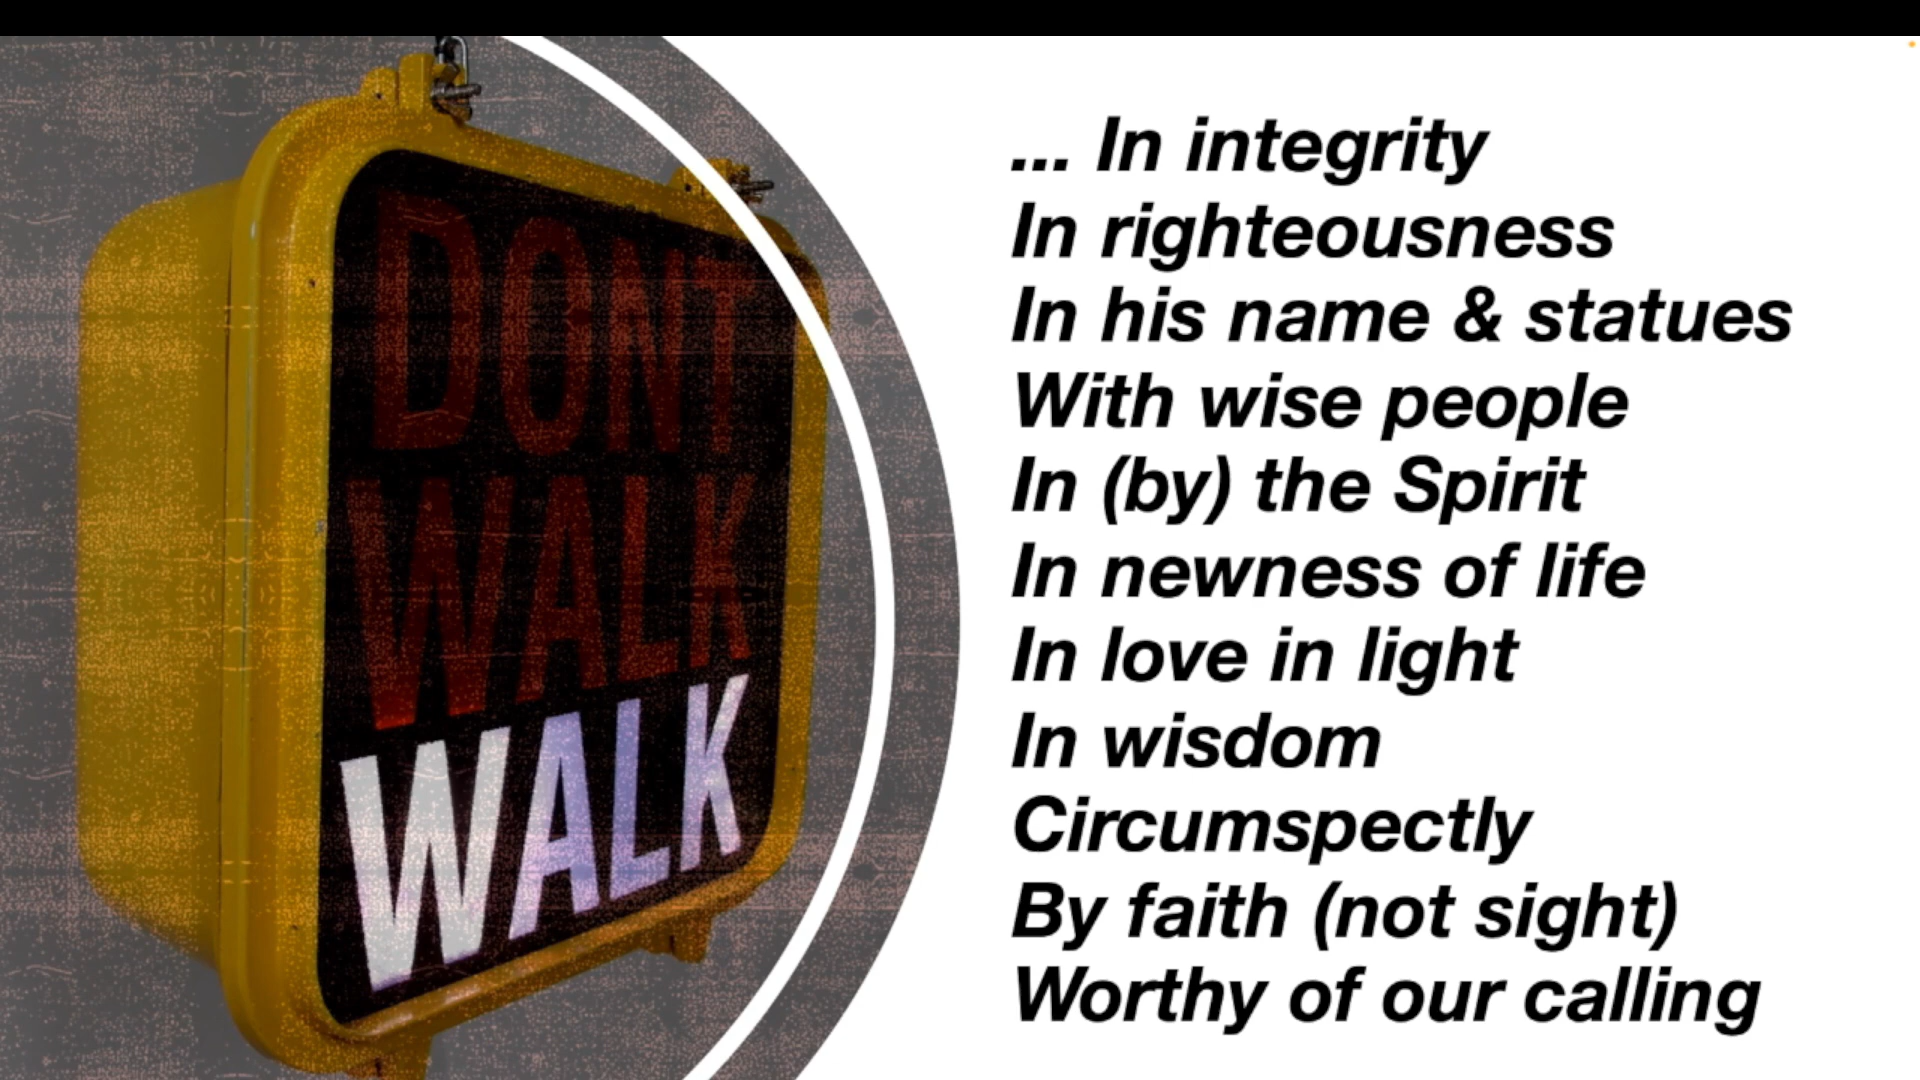 DONT
WALK
WALK
... In integrity
In righteousness
In his name & statues
With wise people
In (by) the Spirit
In newness of life
In love in light
In wisdom
Circumspectly
By faith (not sight)
Worthy of our calling